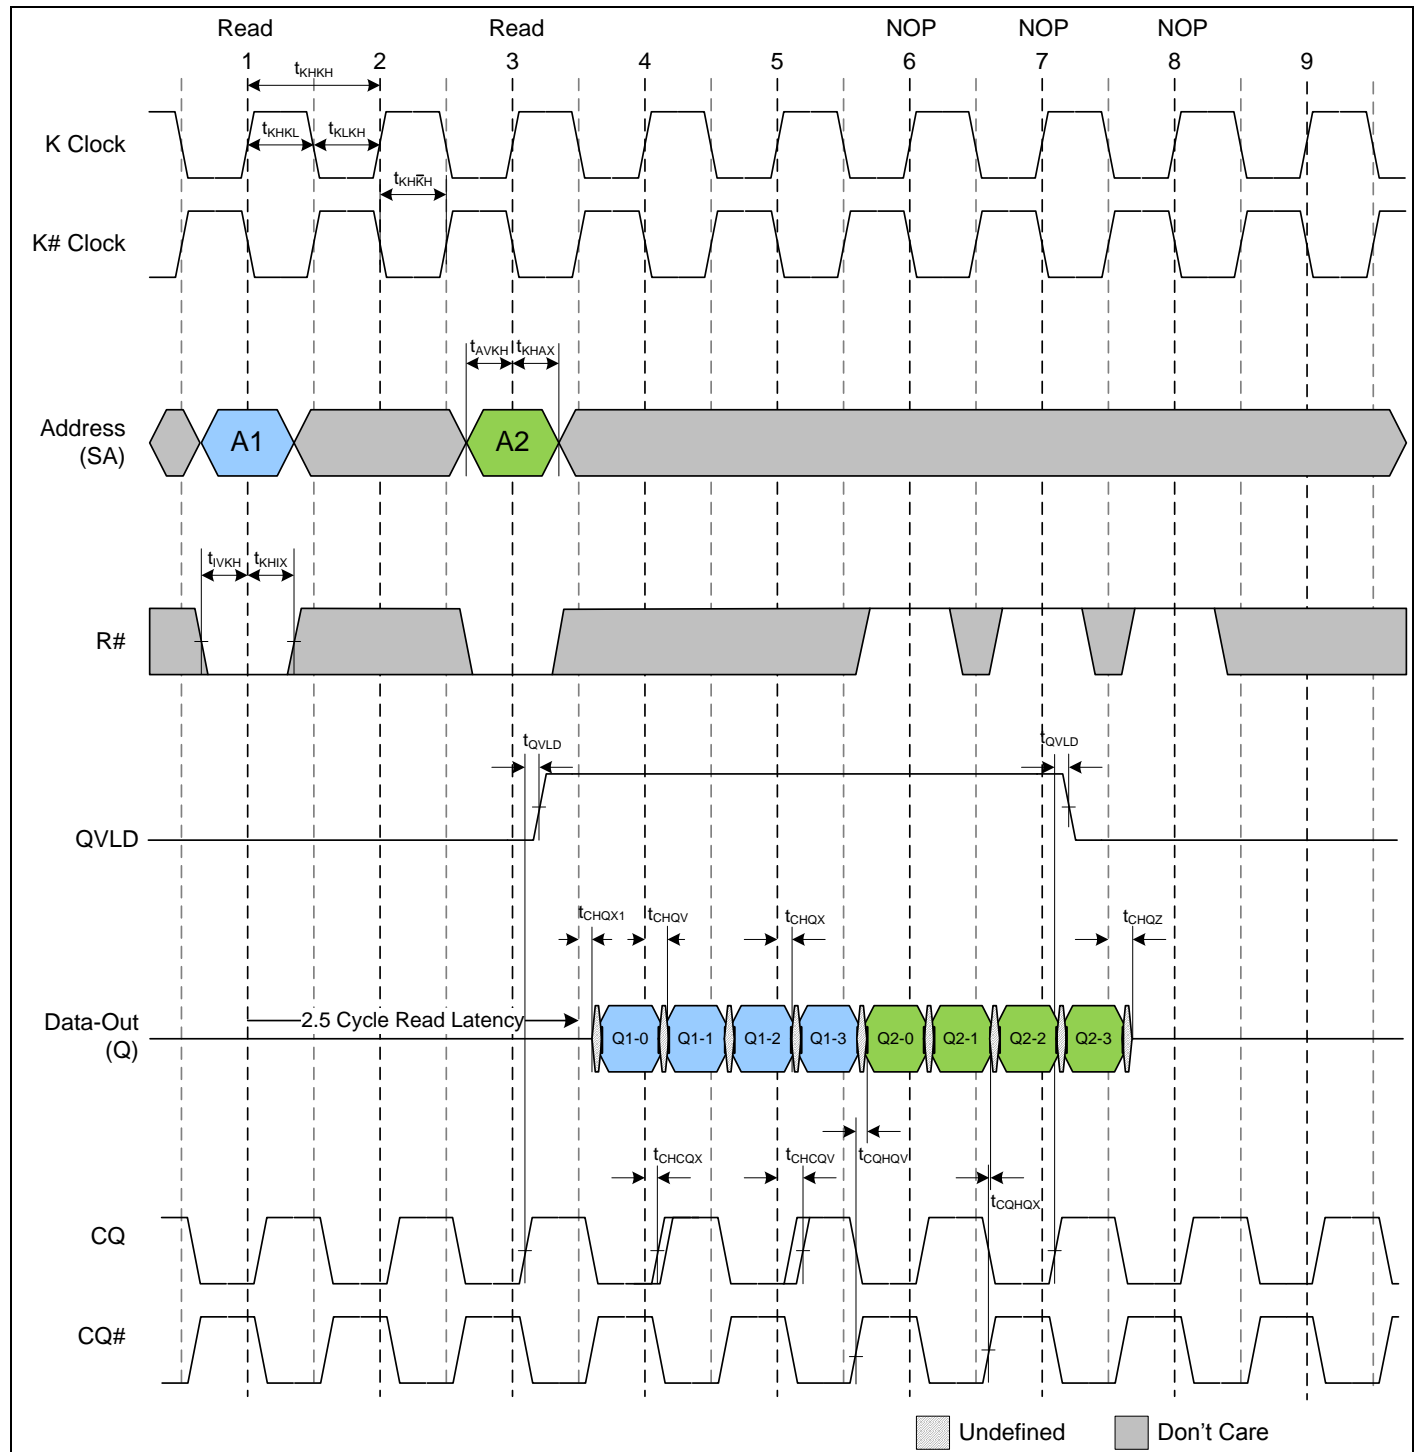 Read Read NOP NOP NOP
1 2 3 4 5 6 7 8 9
tKHKH
tKHKL tKLKH
K Clock
tKHK̅H
K# Clock
tAVKH tKHAX
Address
(SA)
A1 A2
tIVKH tKHIX
R#
tQVLD tQVLD
QVLD
tCHQX1 tCHQV tCHQX tCHQZ
Data-Out
(Q)
2.5 Cycle Read Latency
Q1-0 Q1-1 Q1-2 Q1-3 Q2-0 Q2-1 Q2-2 Q2-3
tCHCQX tCHCQV tCQHQV
tCQHQX
CQ
CQ#
Undefined Don't Care